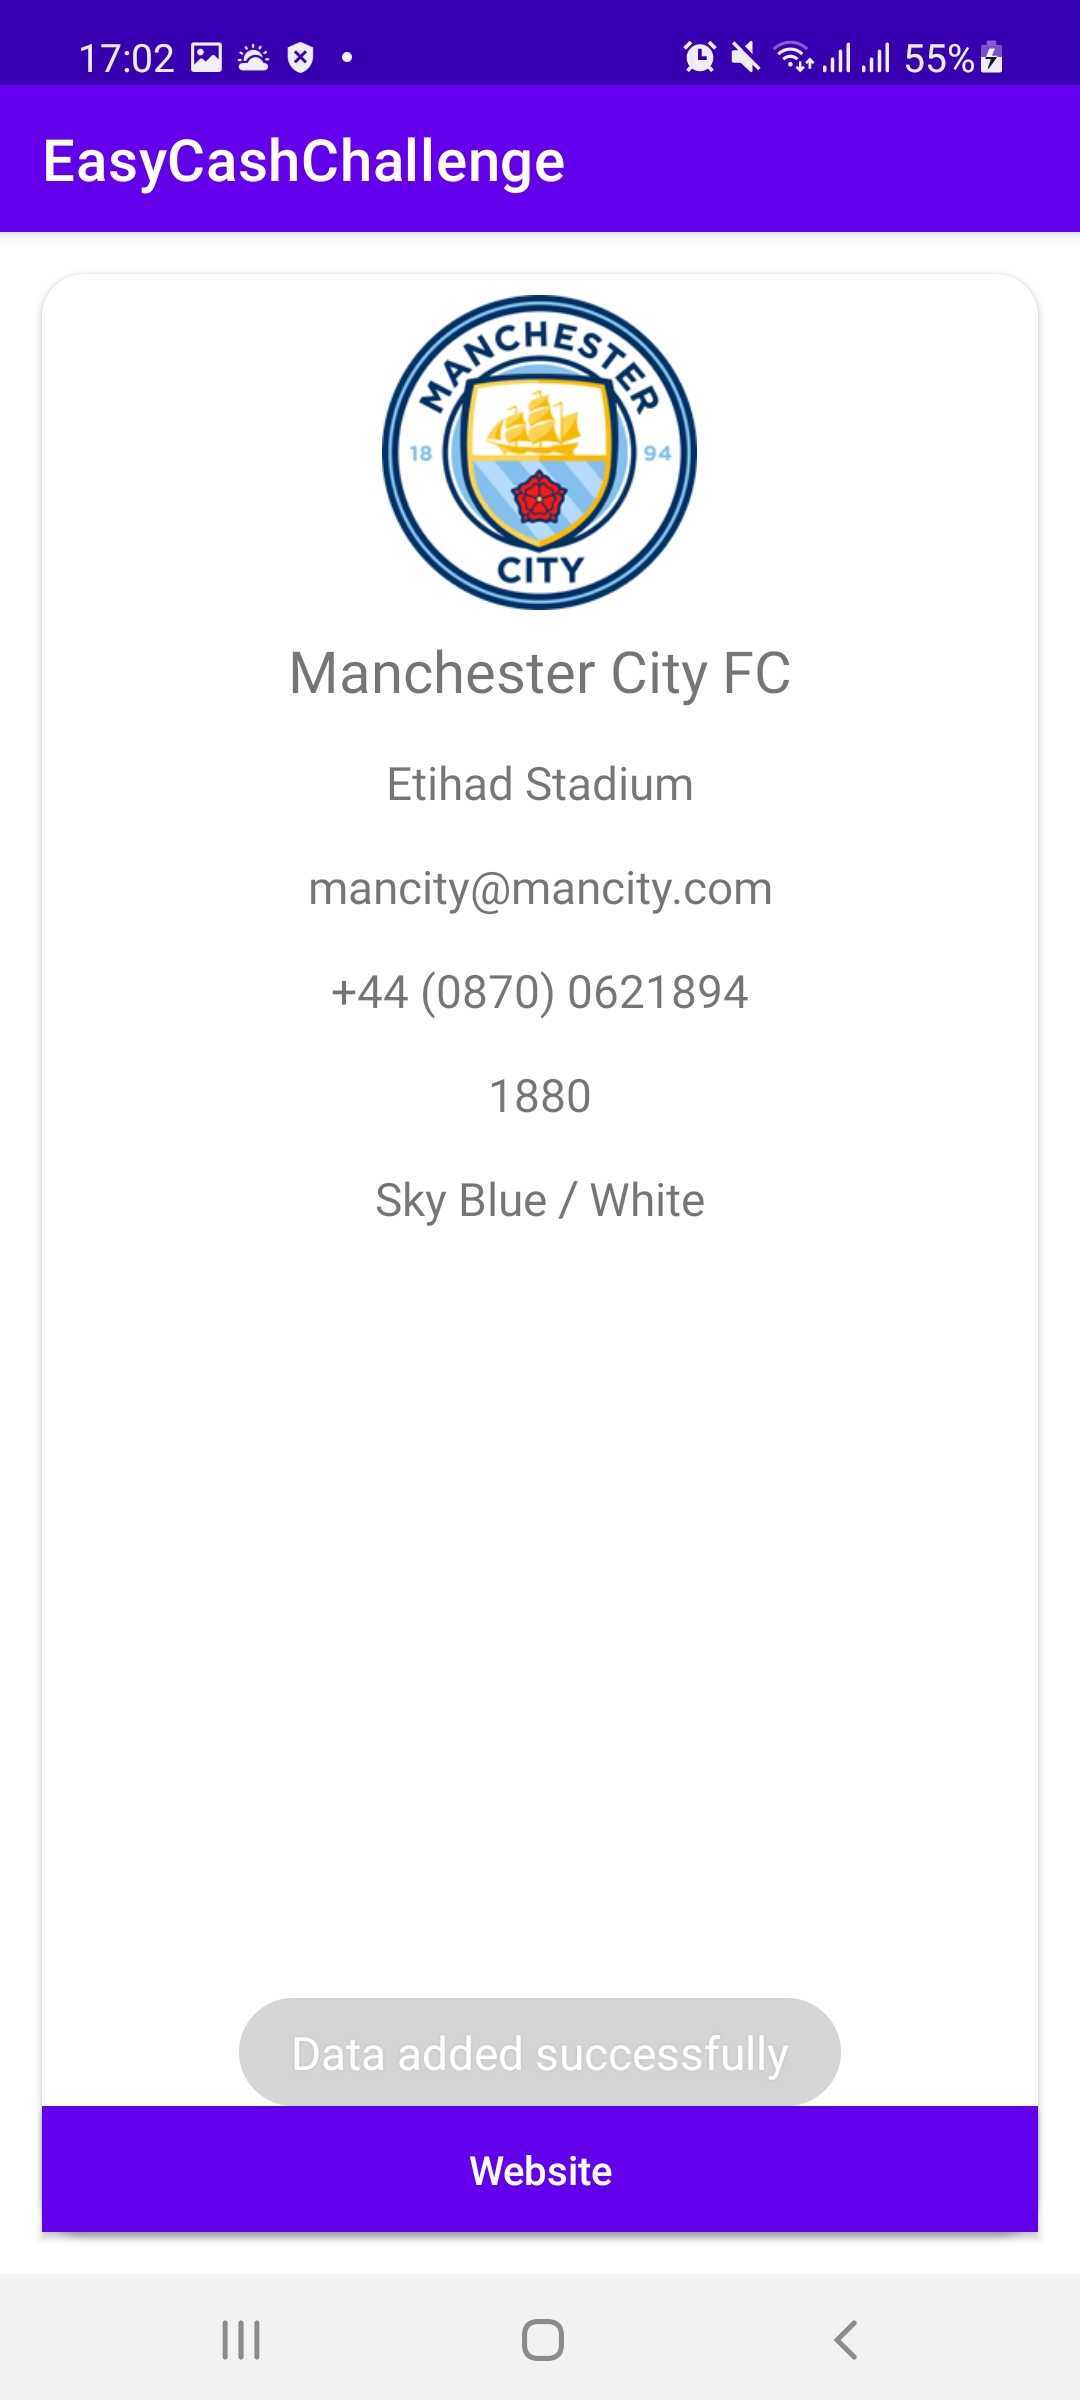 17:02
55%
EasyCashChallenge
MANCHESTER
18 94
CITY
Manchester City FC
Etihad Stadium
mancity@mancity.com
+44 (0870) 0621894
1880
Sky Blue / White
Data added successfully
Website